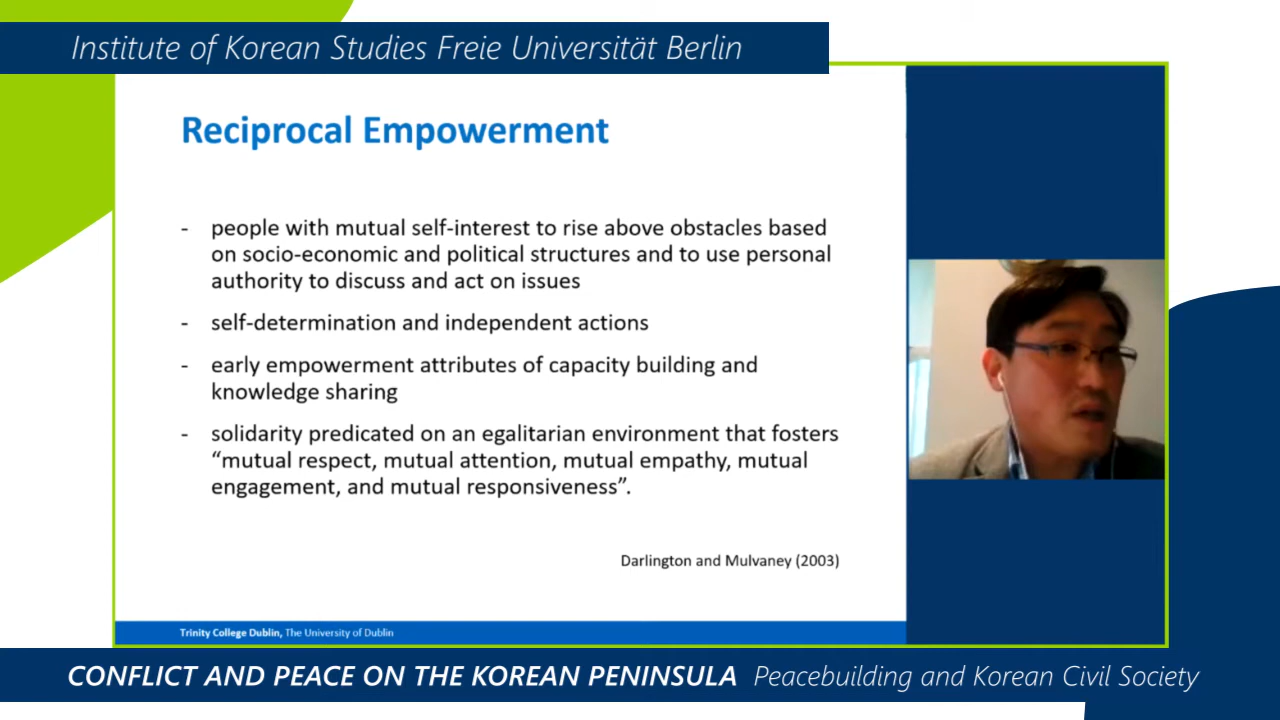 Institute of Korean Studies Freie Universität Berlin
Reciprocal Empowerment
- people with mutual self-interest to rise above obstacles based
on socio-economic and political structures and to use personal
authority to discuss and act on issues
- self-determination and independent actions
- early empowerment attributes of capacity building and
knowledge sharing
- solidarity predicated on an egalitarian environment that fosters
“mutual respect, mutual attention, mutual empathy, mutual
engagement, and mutual responsiveness”.
Darlington and Mulvaney (2003)
Trinity College Dublin, The University of Dublin
CONFLICT AND PEACE ON THE KOREAN PENINSULA Peacebuilding and Korean Civil Society